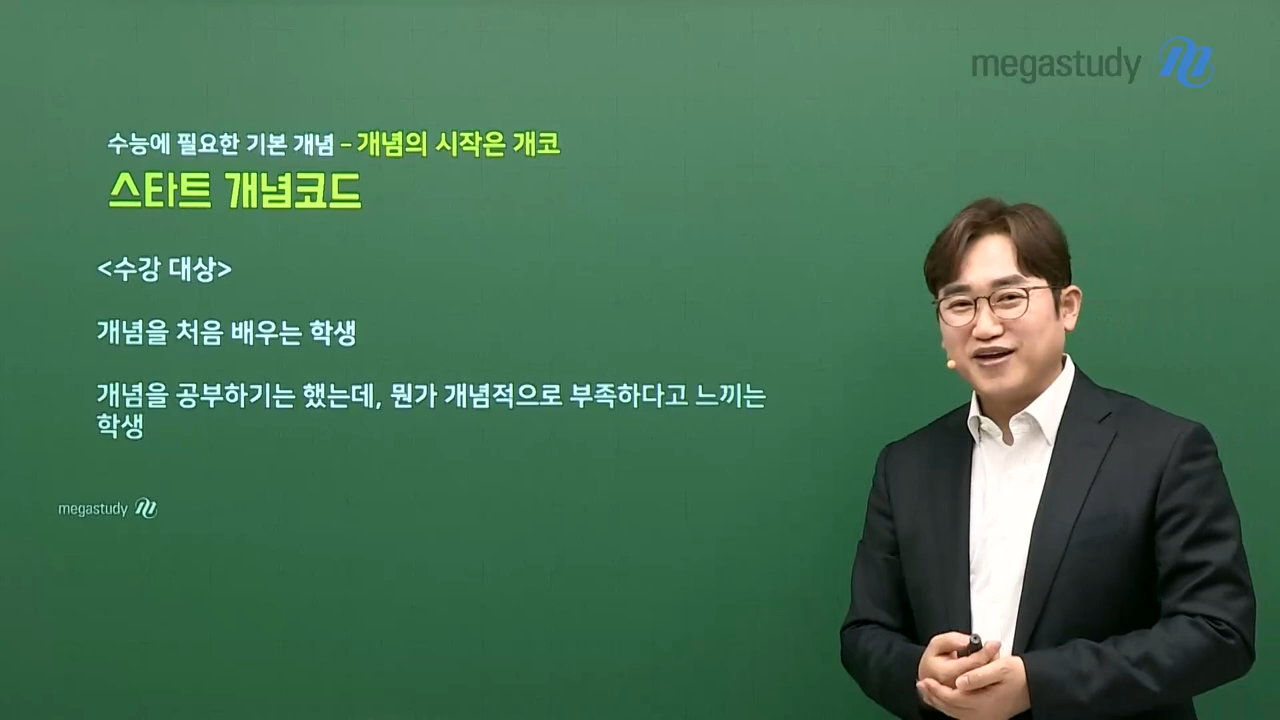 megastudy
수능에 필요한 기본 개념 - 개념의 시작은 개코
스타트 개념코드
<수강 대상>
개념을 처음 배우는 학생
개념을 공부하기는 했는데, 뭔가 개념적으로 부족하다고 느끼는
학생
megastudy